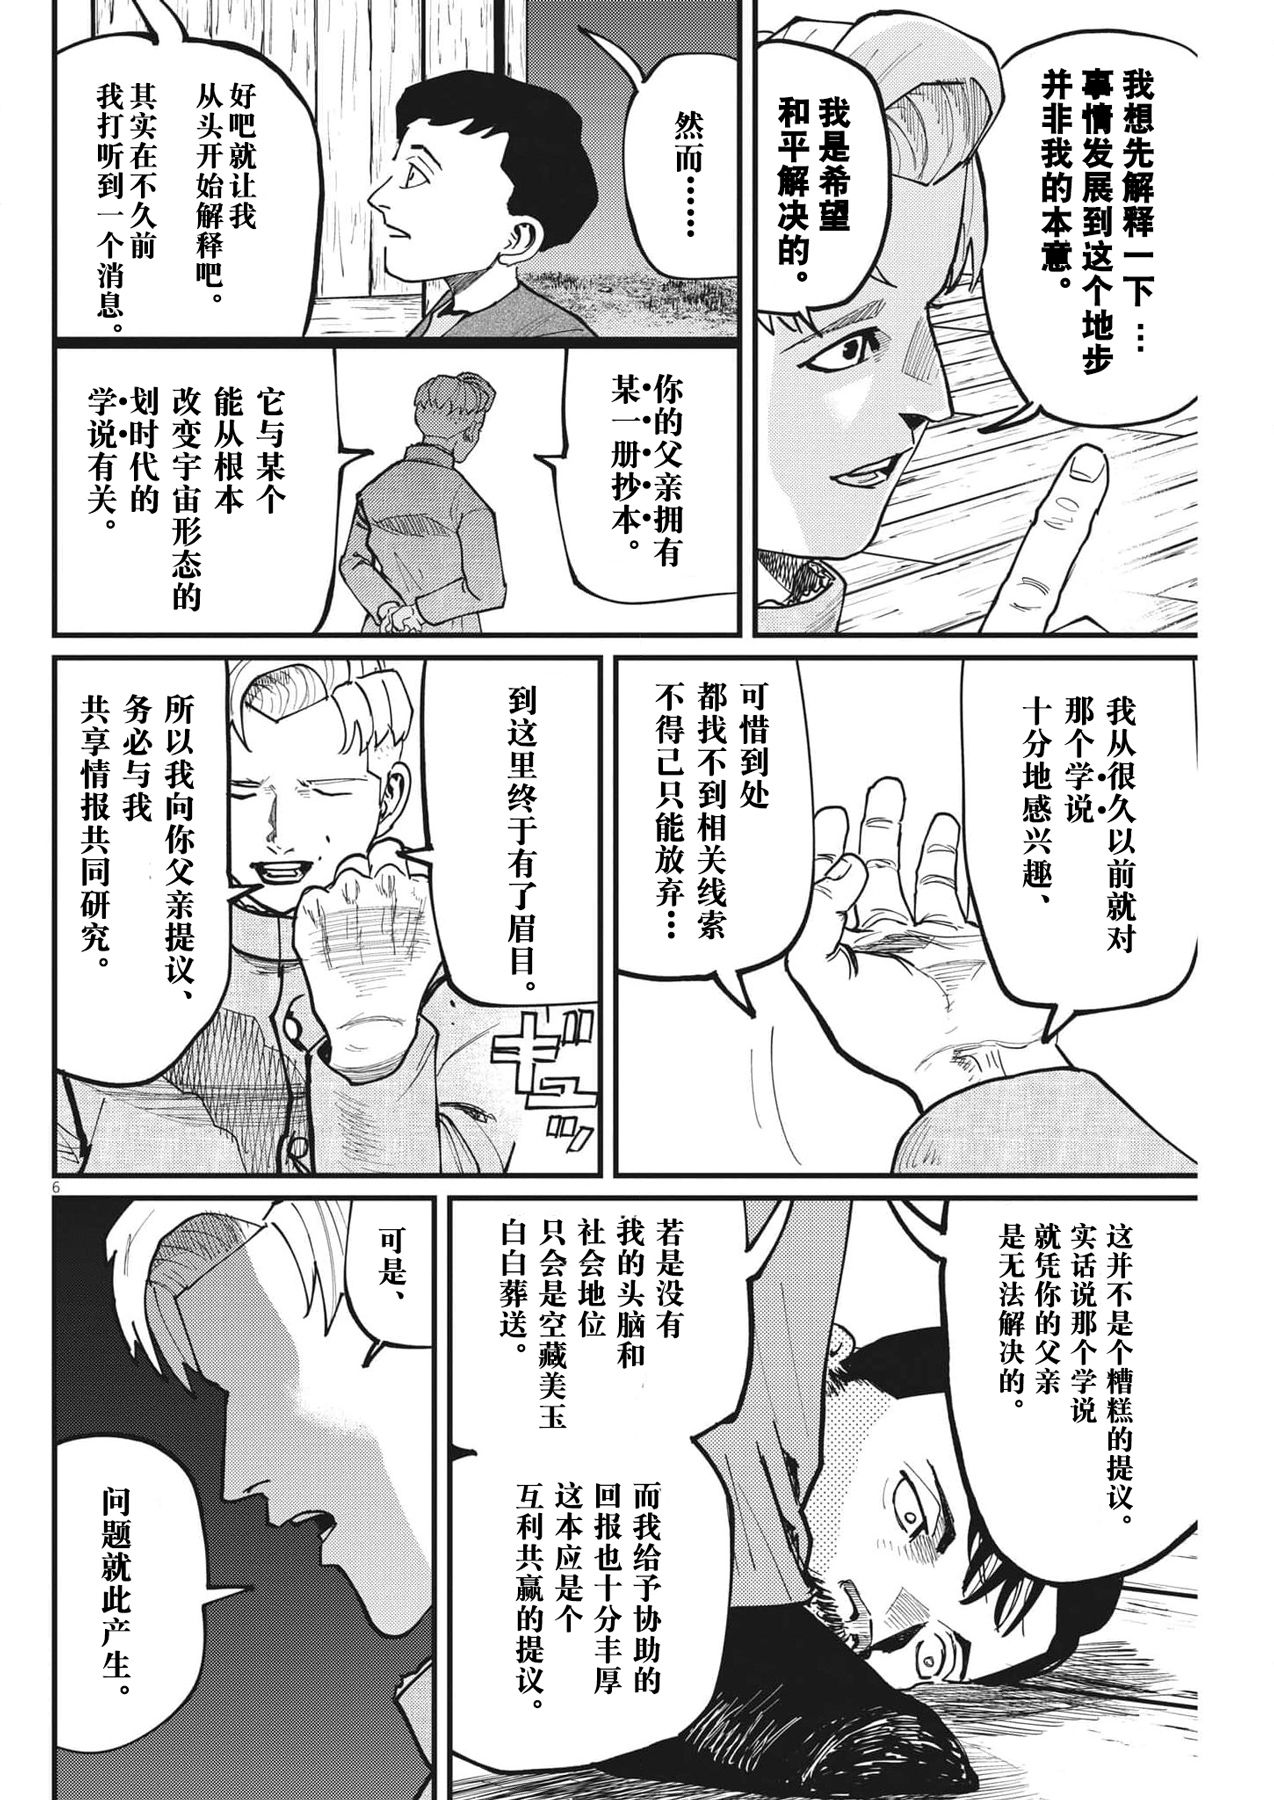 我想先解释一下…
事情发展到这个地步
并非我的本意。
我是希望
和平解决的。
然而……
好吧就让我
从头开始解释吧。
其实在不久前
我打听到一个消息。
你的父亲拥有
某一册抄本。
它与某个
能从根本
改变宇宙形态的
划时代的
学说有关。
我从很久以前就对
那个学说
十分地感兴趣、
可惜到处
都找不到相关线索
不得已只能放弃…
到这里终于有了眉目。
所以我向你父亲提议、
务必与我
共享情报共同研究。
ギュッ
这并不是个糟糕的提议。
实话说那个学说
就凭你的父亲
是无法解决的。
若是没有
我的头脑和
社会地位
只会是空藏美玉
白白葬送。
而我给予协助的
回报也十分丰厚
这本应是个
互利共赢的提议。
可是、
问题就此产生。
6